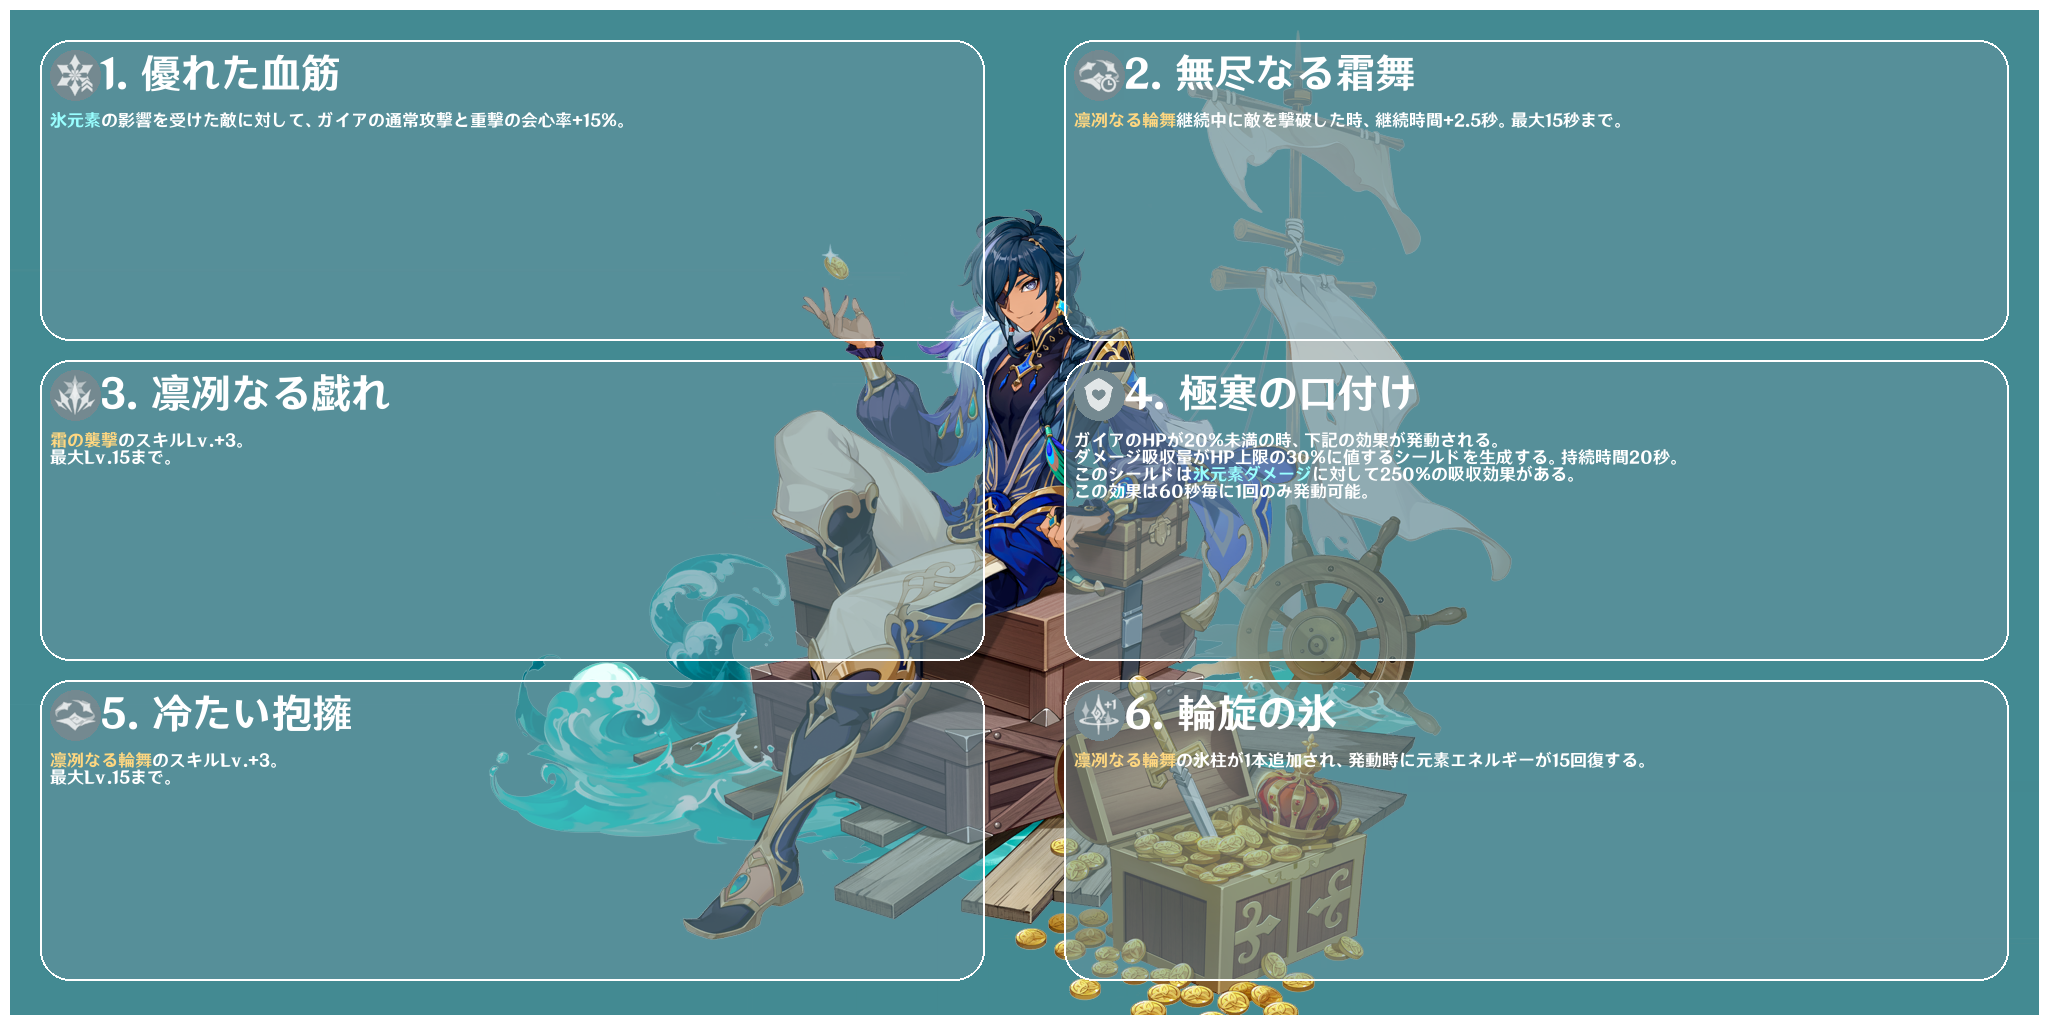 1. 優れた血筋
氷元素の影響を受けた敵に対して、ガイアの通常攻撃と重撃の会心率+15%。
2. 無尽なる霜舞
凛冽なる輪舞継続中に敵を撃破した時、継続時間+2.5秒。最大15秒まで。
3. 凛冽なる戯れ
霜の襲撃のスキルLv.+3。
最大Lv.15まで。
4. 極寒の口付け
ガイアのHPが20%未満の時、下記の効果が発動される。
ダメージ吸収量がHP上限の30%に値するシールドを生成する。持続時間20秒。
このシールドは氷元素ダメージに対して250%の吸収効果がある。
この効果は60秒毎に1回のみ発動可能。
5. 冷たい抱擁
凛冽なる輪舞のスキルLv.+3。
最大Lv.15まで。
+1
6. 輪旋の氷
凛冽なる輪舞の氷柱が1本追加され、発動時に元素エネルギーが15回復する。